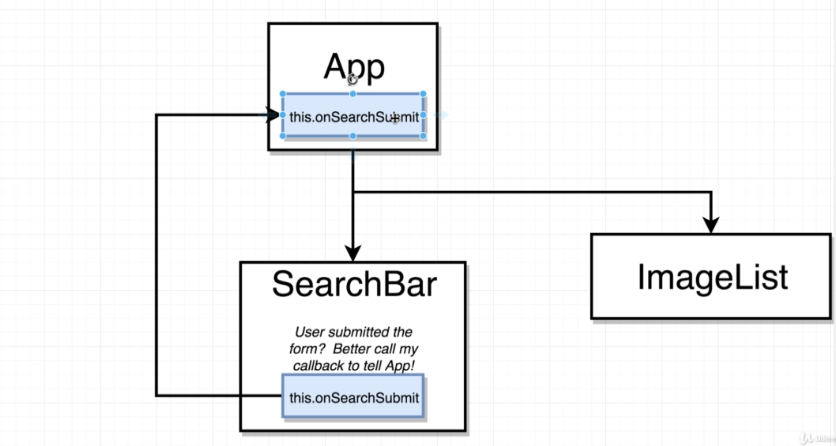 App
this.onSearchSubmit
SearchBar
ImageList
User submitted the
form? Better call my
callback to tell App!
this.onSearchSubmit